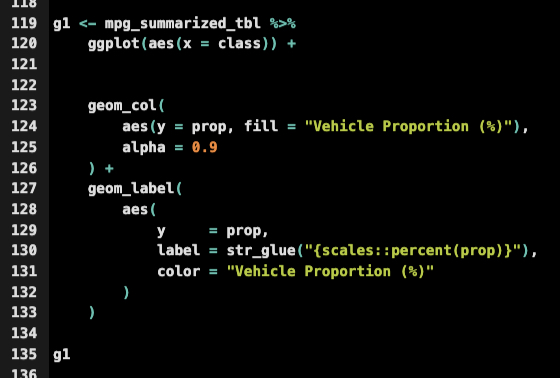 118
119 g1 <- mpg_summarized_tbl %>%
120     ggplot(aes(x = class)) +
121
122
123     geom_col(
124         aes(y = prop, fill = "Vehicle Proportion (%)"),
125         alpha = 0.9
126     ) +
127     geom_label(
128         aes(
129             y     = prop,
130             label = str_glue("{scales::percent(prop)}"),
131             color = "Vehicle Proportion (%)"
132         )
133     )
134
135 g1
136